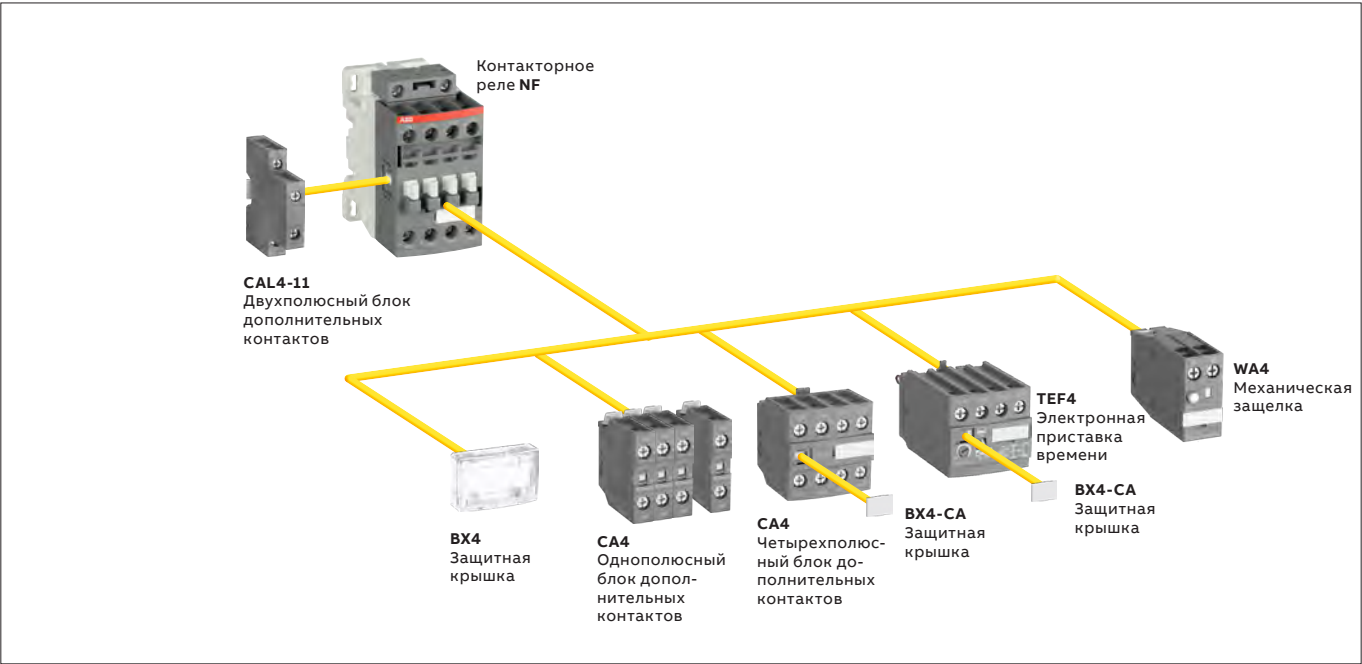 Контакторное
реле NF
ABB
CAL4-11
Двухполюсный блок
дополнительных
контактов
WA4
Механическая
защелка
TEF4
Электронная
приставка
времени
BX4-CA
Защитная
крышка
BX4-CA
Защитная
крышка
CA4
Четырехполюс-
ный блок до-
полнительных
контактов
CA4
Однополюсный
блок допол-
нительных
контактов
BX4
Защитная
крышка